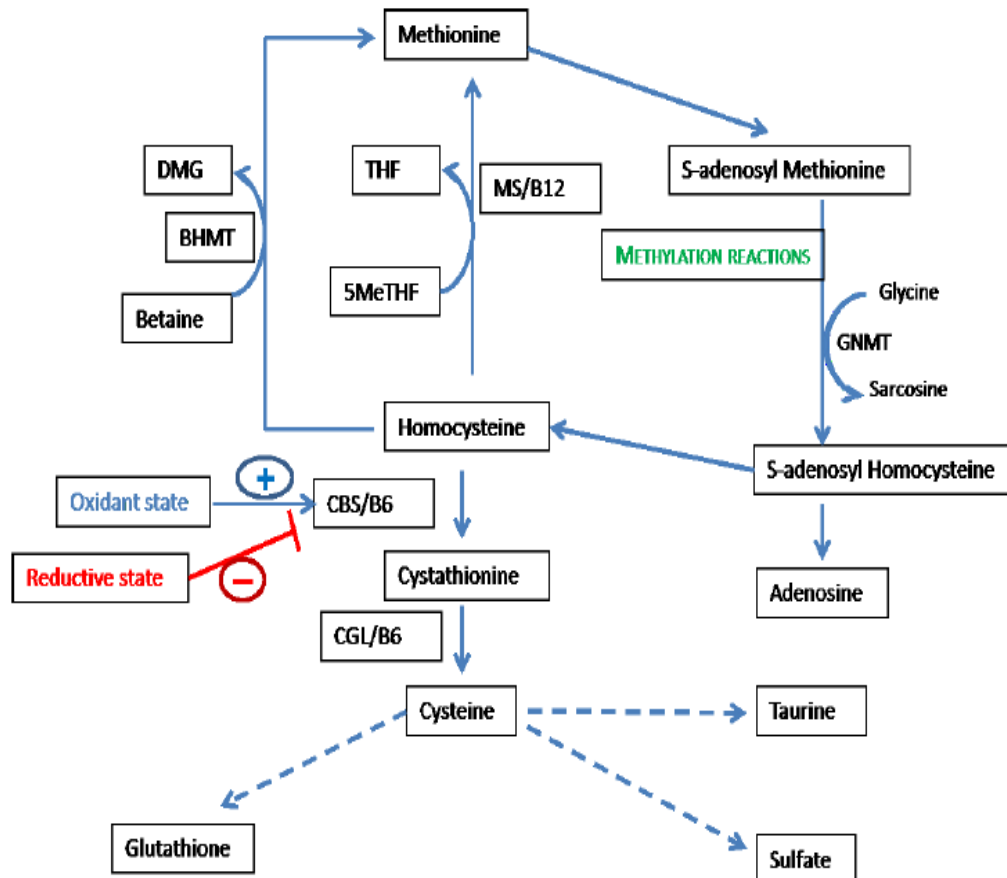 Methionine
DMG
THF
MS/B12
S-adenosyl Methionine
BHMT
METHYLATION REACTIONS
Betaine
5MeTHF
Glycine
GNMT
Sarcosine
Homocysteine
S-adenosyl Homocysteine
Oxidant state
+
CBS/B6
Reductive state
−
Cystathionine
Adenosine
CGL/B6
Cysteine
Taurine
Glutathione
Sulfate